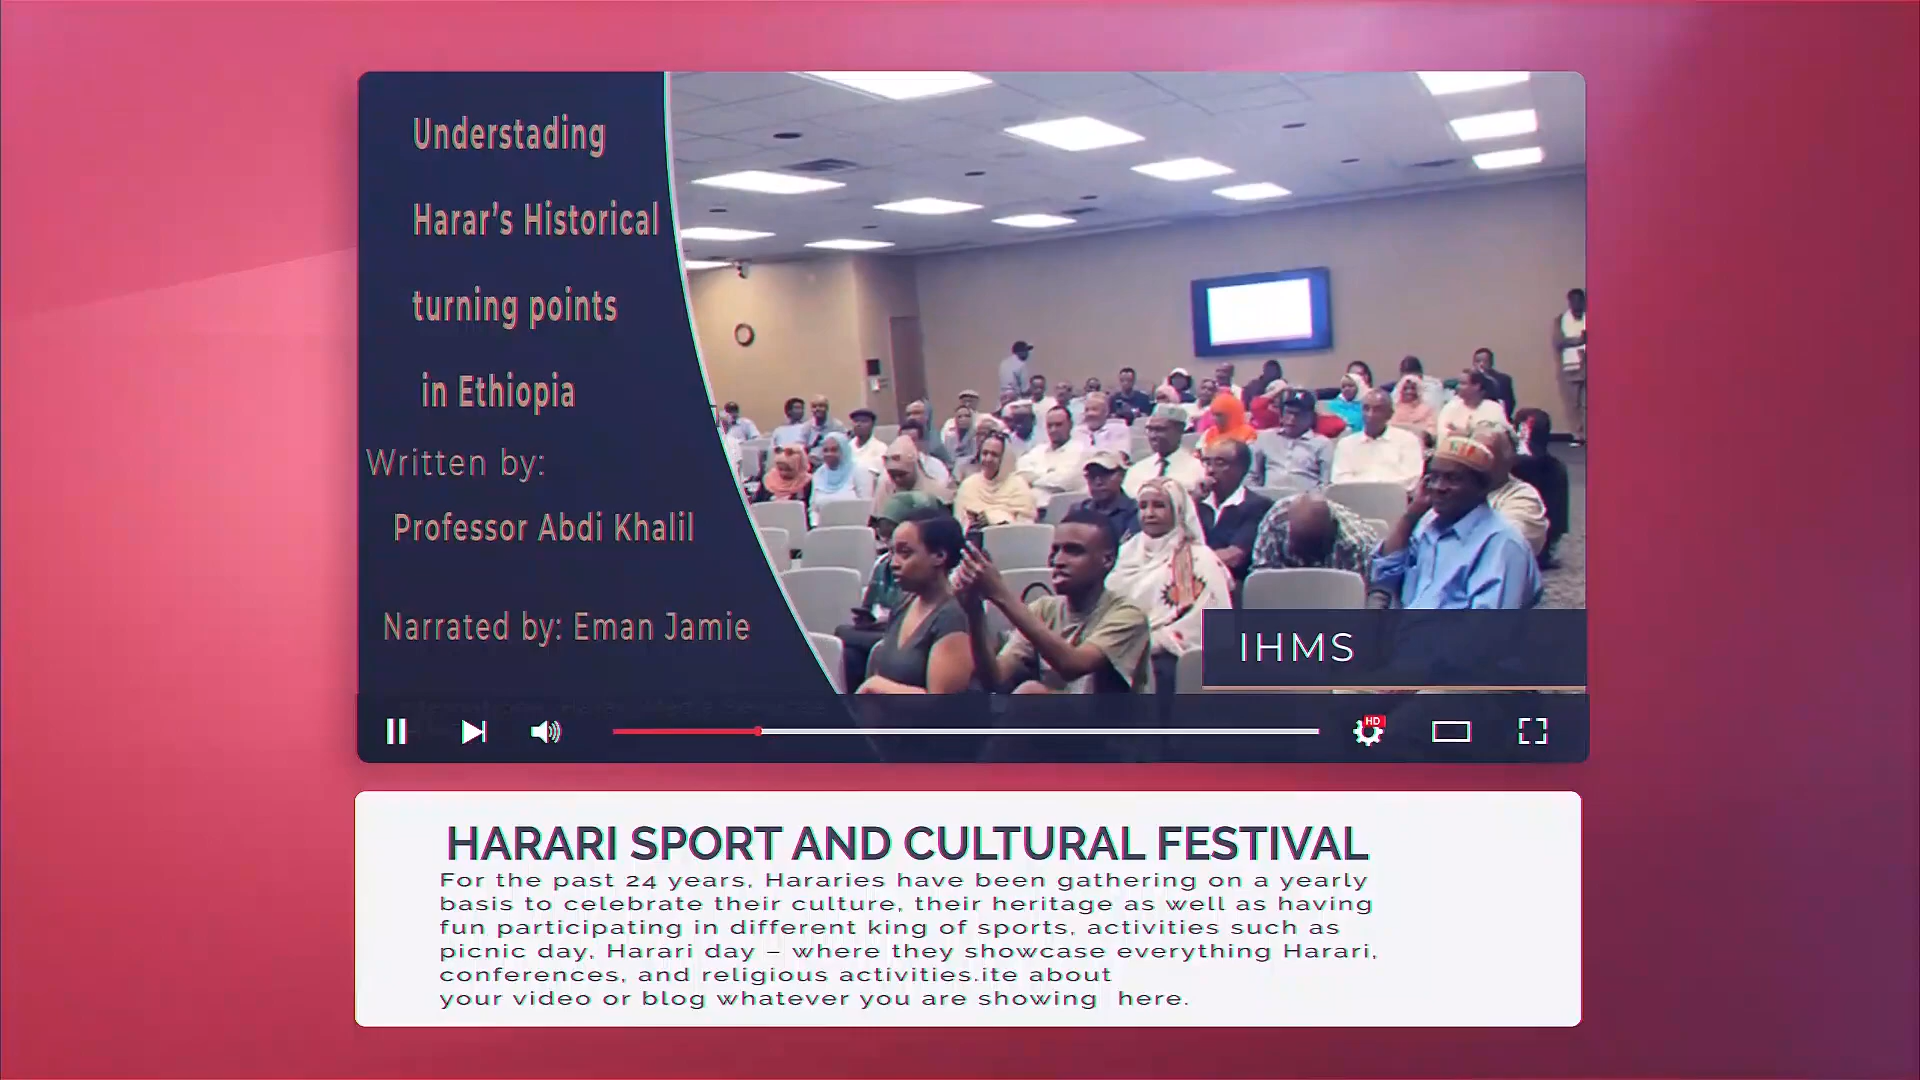 Understading
Harar's Historical
turning points
in Ethiopia
Written by:
Professor Abdi Khalil
Narrated by: Eman Jamie
IHMS
HD
HARARI SPORT AND CULTURAL FESTIVAL
For the past 24 years, Hararies have been gathering on a yearly
basis to celebrate their culture, their heritage as well as having
fun participating in different king of sports, activities such as
picnic day, Harari day – where they showcase everything Harari,
conferences, and religious activities.ite about
your video or blog whatever you are showing here.